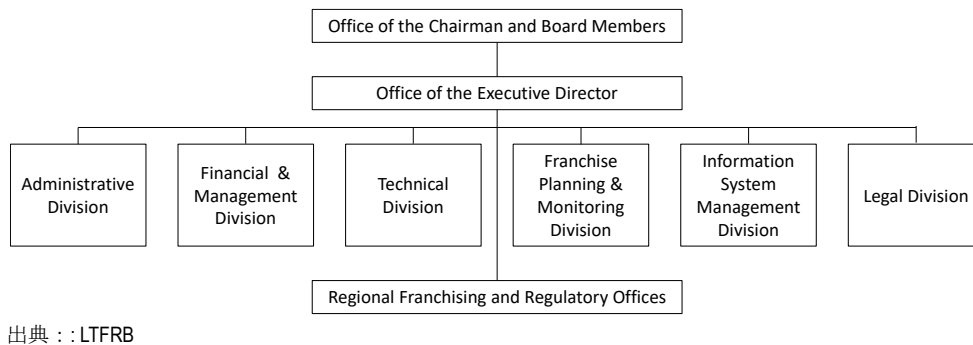 Office of the Chairman and Board Members
Office of the Executive Director
Administrative
Division
Financial &
Management
Division
Technical
Division
Franchise
Planning &
Monitoring
Division
Information
System
Management
Division
Legal Division
Regional Franchising and Regulatory Offices
出典：: LTFRB